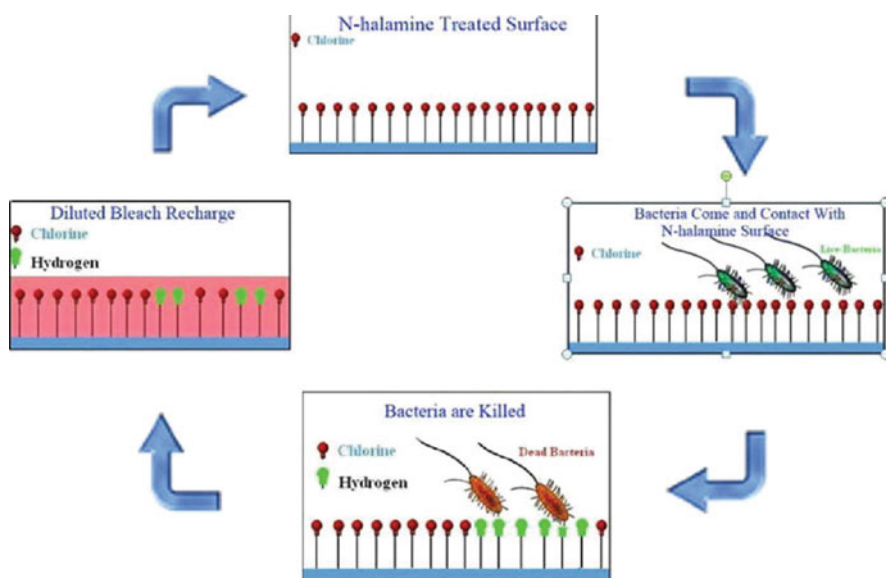 N-halamine Treated Surface
Chlorine
Bacteria Come and Contact With
N-halamine Surface
Chlorine
Live Bacteria
Bacteria are Killed
Chlorine
Hydrogen
Dead Bacteria
Diluted Bleach Recharge
Chlorine
Hydrogen